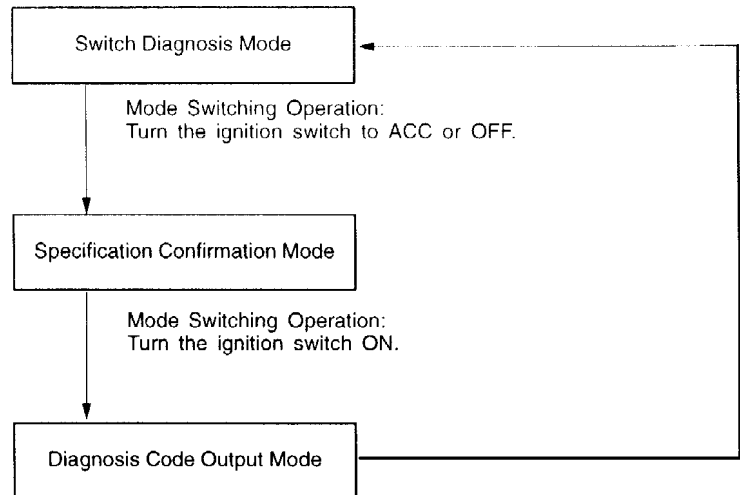 Switch Diagnosis Mode
Mode Switching Operation:
Turn the ignition switch to ACC or OFF.
Specification Confirmation Mode
Mode Switching Operation:
Turn the ignition switch ON.
Diagnosis Code Output Mode